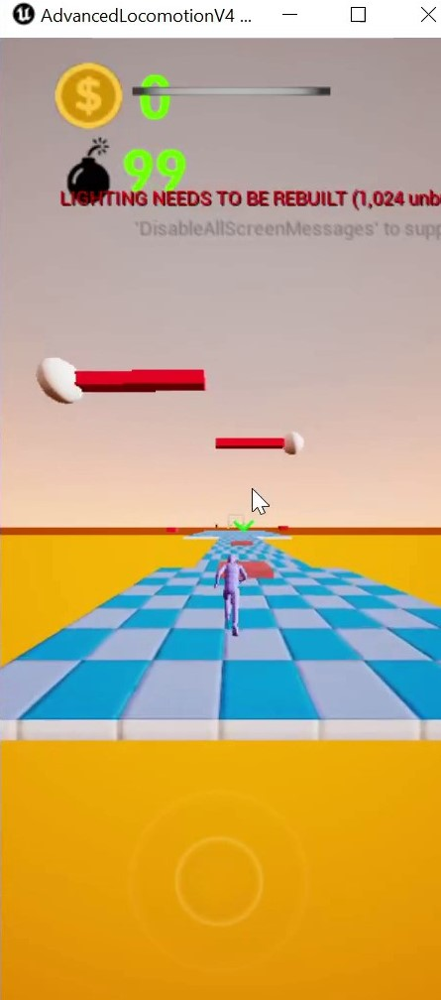 AdvancedLocomotionV4 ...
$ 0
99
LIGHTING NEEDS TO BE REBUILT (1,024
'DisableAllScreenMessages' to